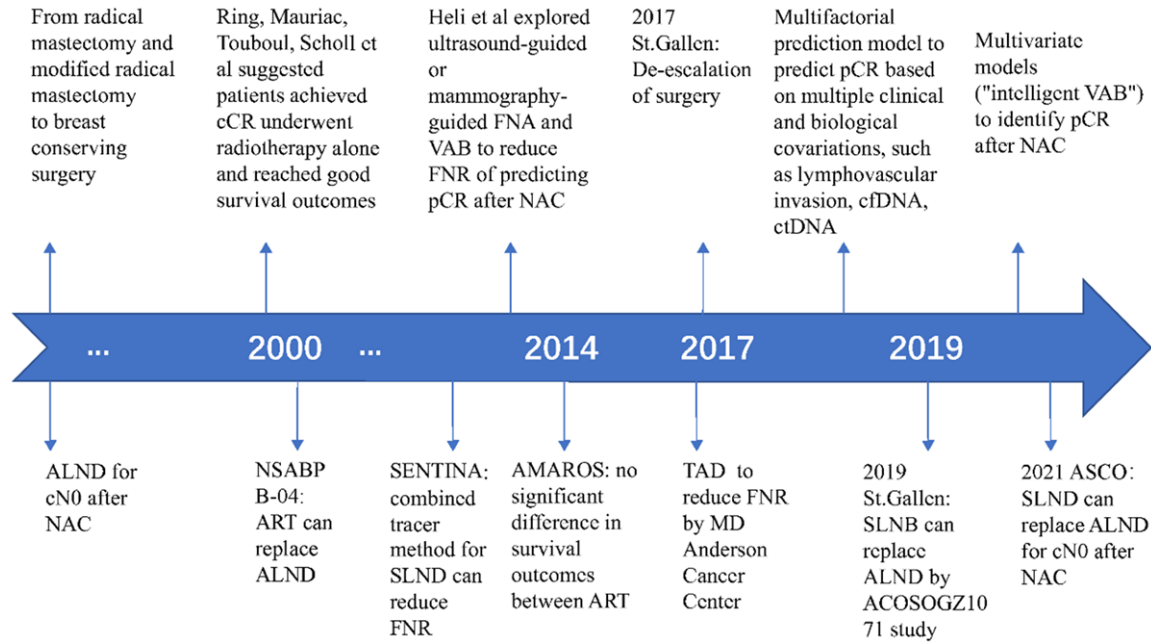 From radical
mastectomy and
modified radical
mastectomy
to breast
conserving
surgery
Ring, Mauriac,
Touboul, Scholl et
al suggested
patients achieved
cCR underwent
radiotherapy alone
and reached good
survival outcomes
Heli et al explored
ultrasound-guided
or
mammography-
guided FNA and
VAB to reduce
FNR of predicting
pCR after NAC
2017
St.Gallen:
De-escalation
of surgery
Multifactorial
prediction model to
predict pCR based
on multiple clinical
and biological
covariations, such
as lymphovascular
invasion, cfDNA,
ctDNA
Multivariate
models
("intelligent VAB")
to identify pCR
after NAC
... 2000 ... 2014 2017 2019
ALND for
cN0 after
NAC
NSABP
B-04:
ART can
replace
ALND
SENTINA:
combined
tracer
method for
SLND can
reduce
FNR
AMAROS: no
significant
difference in
survival
outcomes
between ART
TAD to
reduce FNR
by MD
Anderson
Cancer
Center
2019
St.Gallen:
SLNB can
replace
ALND by
ACOSOGZ10
71 study
2021 ASCO:
SLND can
replace ALND
for cN0 after
NAC